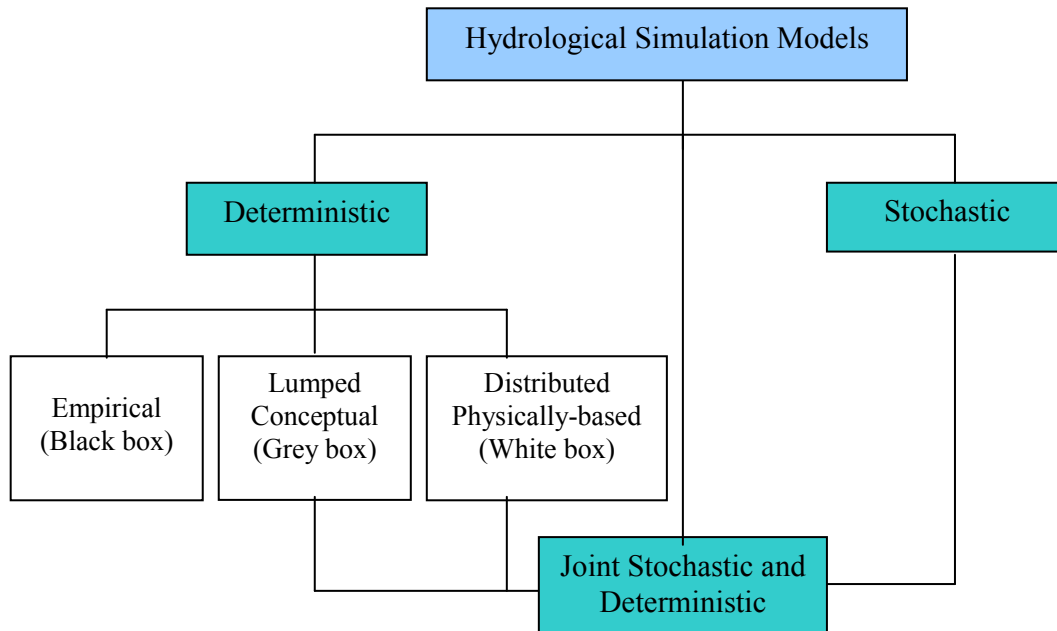 Hydrological Simulation Models
Deterministic
Stochastic
Empirical
(Black box)
Lumped
Conceptual
(Grey box)
Distributed
Physically-based
(White box)
Joint Stochastic and
Deterministic